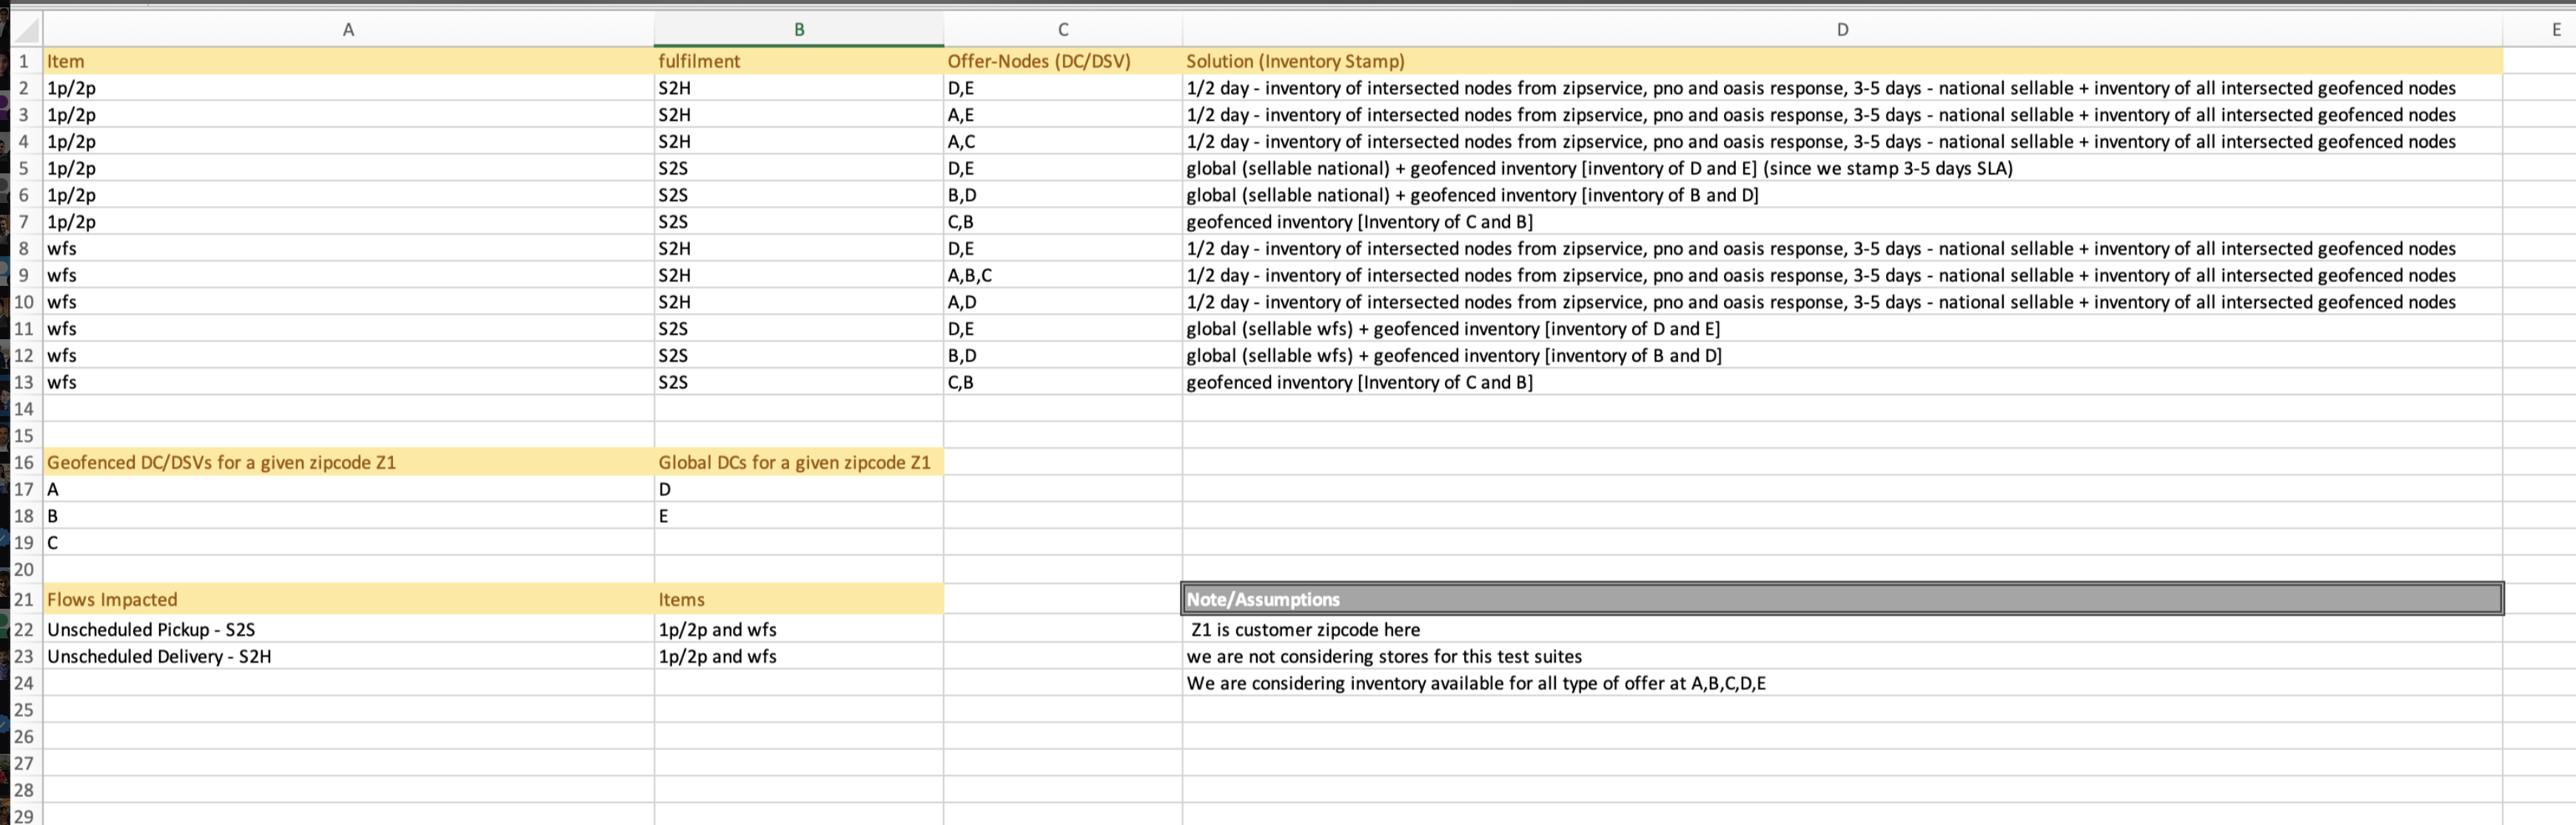 A B C D E
1 Item fulfilment Offer-Nodes (DC/DSV) Solution (Inventory Stamp)
2 1p/2p S2H D,E 1/2 day - inventory of intersected nodes from zipservice, pno and oasis response, 3-5 days - national sellable + inventory of all intersected geofenced nodes
3 1p/2p S2H A,E 1/2 day - inventory of intersected nodes from zipservice, pno and oasis response, 3-5 days - national sellable + inventory of all intersected geofenced nodes
4 1p/2p S2H A,C 1/2 day - inventory of intersected nodes from zipservice, pno and oasis response, 3-5 days - national sellable + inventory of all intersected geofenced nodes
5 1p/2p S2S D,E global (sellable national) + geofenced inventory [inventory of D and E] (since we stamp 3-5 days SLA)
6 1p/2p S2S B,D global (sellable national) + geofenced inventory [inventory of B and D]
7 1p/2p S2S C,B geofenced inventory [Inventory of C and B]
8 wfs S2H D,E 1/2 day - inventory of intersected nodes from zipservice, pno and oasis response, 3-5 days - national sellable + inventory of all intersected geofenced nodes
9 wfs S2H A,B,C 1/2 day - inventory of intersected nodes from zipservice, pno and oasis response, 3-5 days - national sellable + inventory of all intersected geofenced nodes
10 wfs S2H A,D 1/2 day - inventory of intersected nodes from zipservice, pno and oasis response, 3-5 days - national sellable + inventory of all intersected geofenced nodes
11 wfs S2S D,E global (sellable wfs) + geofenced inventory [inventory of D and E]
12 wfs S2S B,D global (sellable wfs) + geofenced inventory [inventory of B and D]
13 wfs S2S C,B geofenced inventory [Inventory of C and B]
14
15
16 Geofenced DC/DSVs for a given zipcode Z1 Global DCs for a given zipcode Z1
17 A D
18 B E
19 C
20
21 Flows Impacted Items Note/Assumptions
22 Unscheduled Pickup - S2S 1p/2p and wfs Z1 is customer zipcode here
23 Unscheduled Delivery - S2H 1p/2p and wfs we are not considering stores for this test suites
24 We are considering inventory available for all type of offer at A,B,C,D,E
25
26
27
28
29